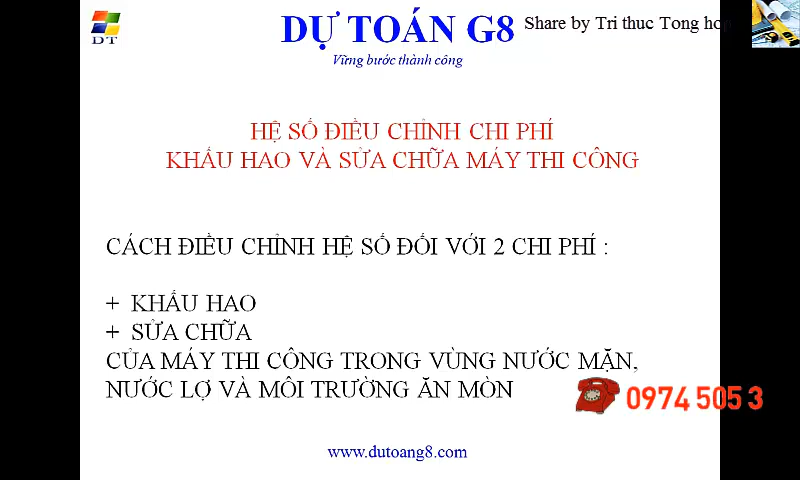 DỰ TOÁN G8
Share by Tri thuc Tong hop
DT
Vững bước thành công
HỆ SỐ ĐIỀU CHỈNH CHI PHÍ
KHẤU HAO VÀ SỬA CHỮA MÁY THI CÔNG
CÁCH ĐIỀU CHỈNH HỆ SỐ ĐỐI VỚI 2 CHI PHÍ :
+ KHẤU HAO
+ SỬA CHỮA
CỦA MÁY THI CÔNG TRONG VÙNG NƯỚC MẶN,
NƯỚC LỢ VÀ MÔI TRƯỜNG ĂN MÒN
0974 505 3
www.dutoang8.com